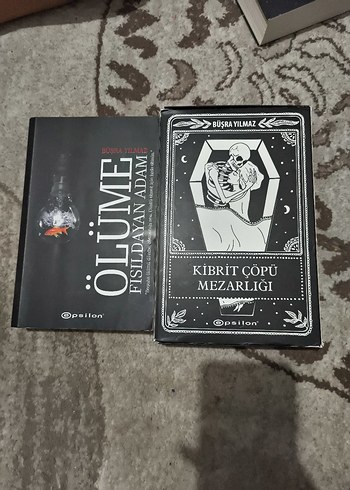 BÜŞRA YILMAZ
ÖLÜME
FISILDAYAN ADAM
epsilon
BÜŞRA YILMAZ
KİBRİT ÇÖPÜ
MEZARLIĞI
epsilon